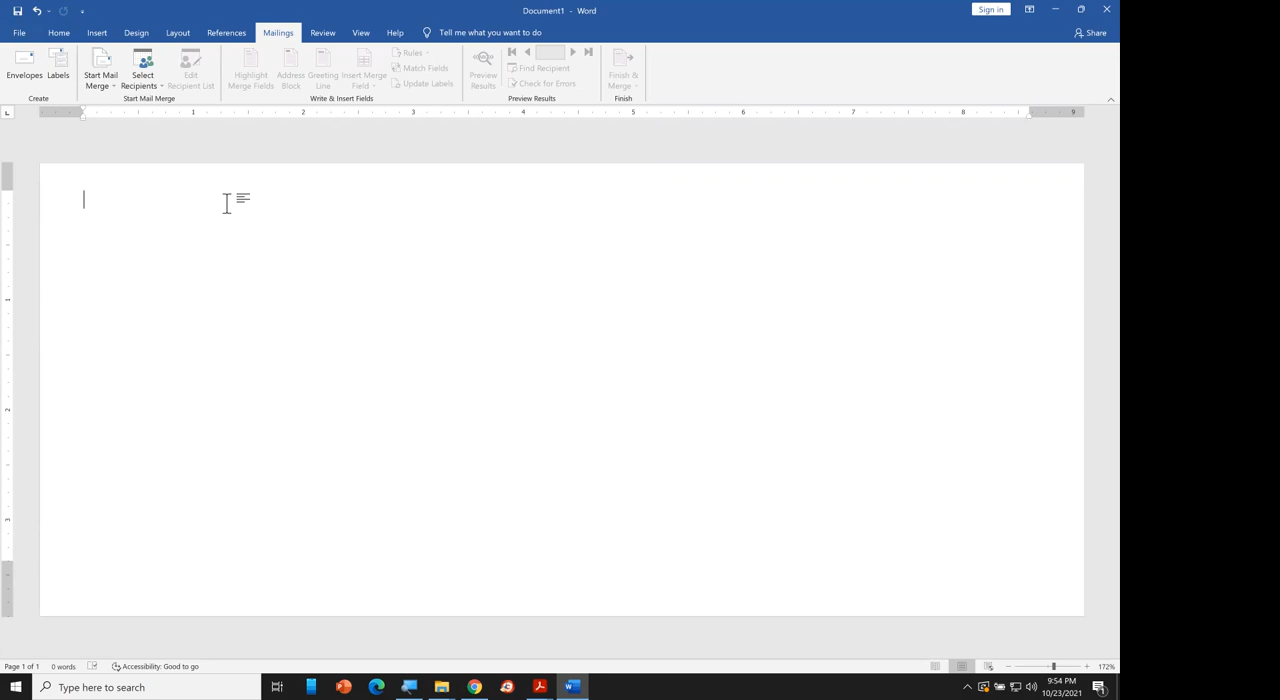 Document1 - Word
Sign in
File Home Insert Design Layout References Mailings Review View Help Tell me what you want to do
Share
Envelopes Labels
Create
Start Mail Merge
Select Recipients
Edit Recipient List
Start Mail Merge
Highlight Merge Fields
Address Block
Greeting Line
Insert Merge Field
Rules
Match Fields
Update Labels
Write & Insert Fields
Preview Results
Find Recipient
Check for Errors
Preview Results
Finish & Merge
Finish
1 2 3 4 5 6 7 8 9
1
2
3
Page 1 of 1 0 words Accessibility: Good to go
172%
Type here to search
9:54 PM
10/23/2021